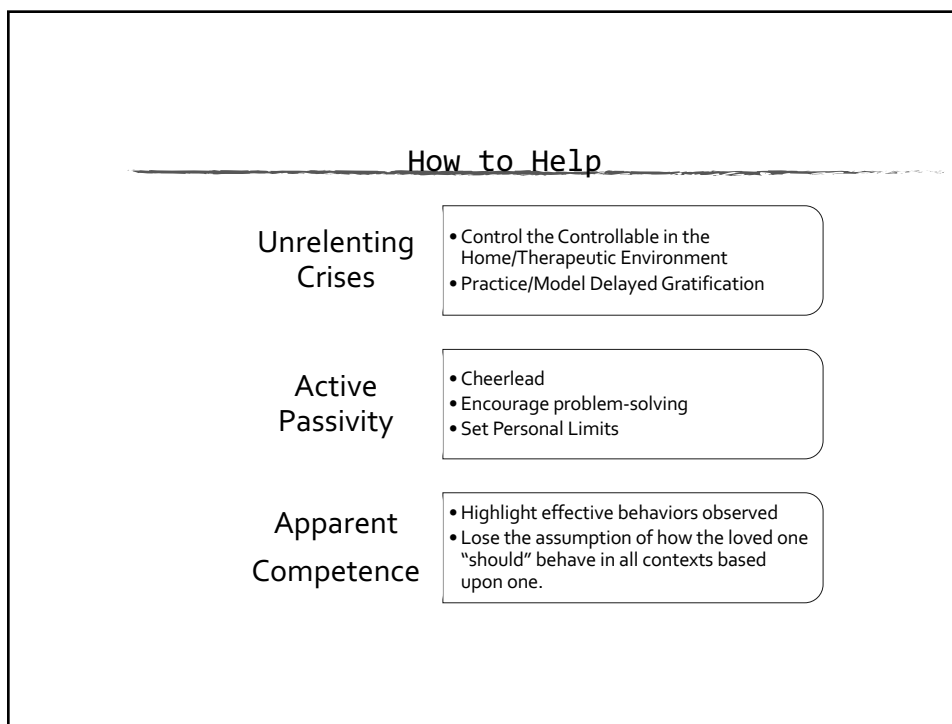 How to Help
Unrelenting
Crises
• Control the Controllable in the
Home/Therapeutic Environment
• Practice/Model Delayed Gratification
Active
Passivity
• Cheerlead
• Encourage problem-solving
• Set Personal Limits
Apparent
Competence
• Highlight effective behaviors observed
• Lose the assumption of how the loved one
“should” behave in all contexts based
upon one.